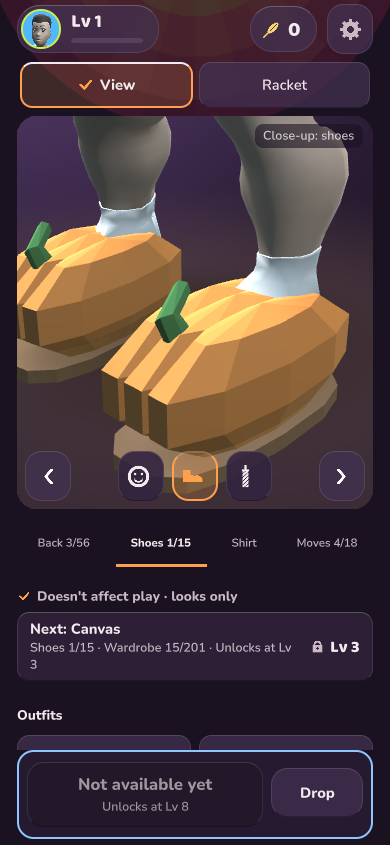 Lv 1
0
View
Racket
Close-up: shoes
Back 3/56
Shoes 1/15
Shirt
Moves 4/18
Doesn't affect play · looks only
Next: Canvas
Shoes 1/15 · Wardrobe 15/201 · Unlocks at Lv
3
Lv 3
Outfits
Not available yet
Unlocks at Lv 8
Drop